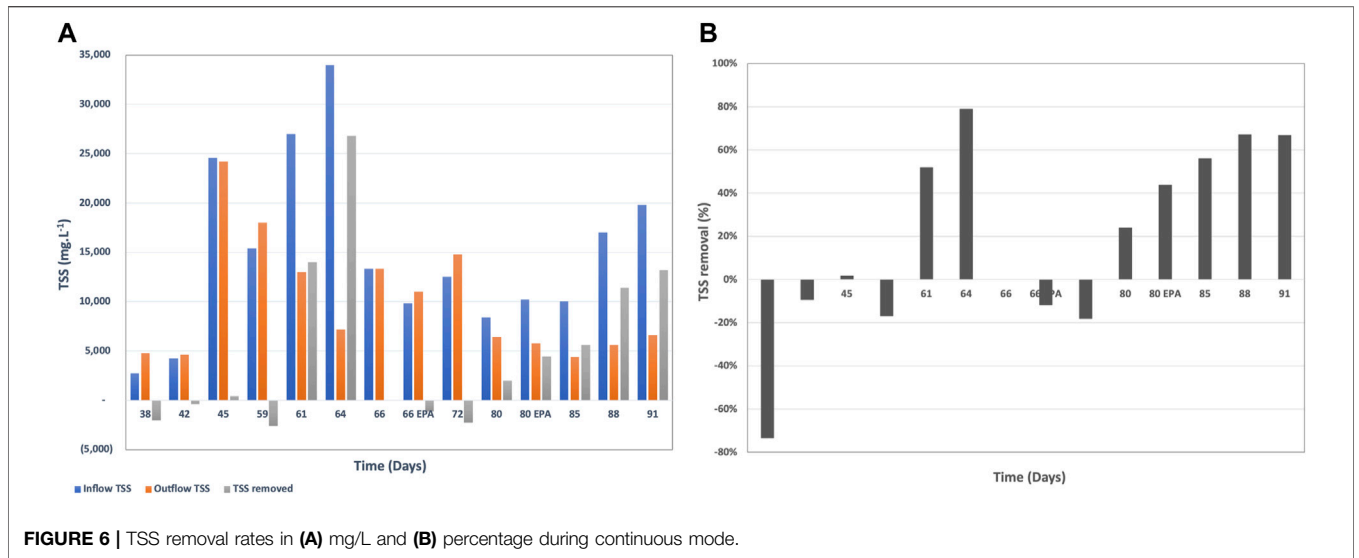 A
35,000
30,000
25,000
20,000
15,000
10,000
5,000
-
(5,000)
TSS (mg.L-1)
38 42 45 59 61 64 66 66 EPA 72 80 80 EPA 85 88 91
Time (Days)
Inflow TSS Outflow TSS TSS removed
B
100%
80%
60%
40%
20%
0%
-20%
-40%
-60%
-80%
TSS removal (%)
45 61 64 66 66 EPA 80 80 EPA 85 88 91
Time (Days)
FIGURE 6 | TSS removal rates in (A) mg/L and (B) percentage during continuous mode.